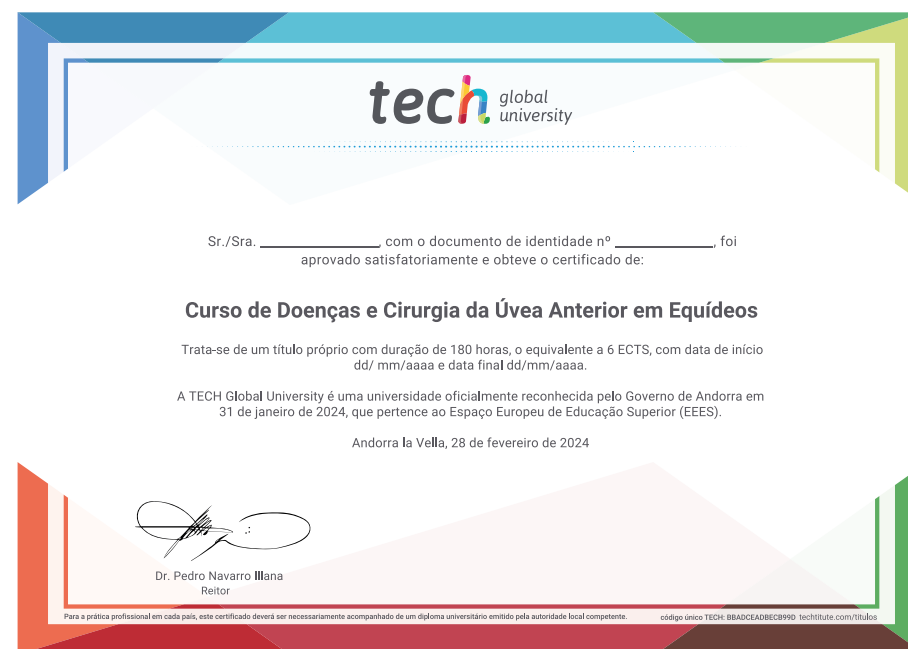 tech global
university
Sr./Sra. ________________, com o documento de identidade nº _____________, foi
aprovado satisfatoriamente e obteve o certificado de:
Curso de Doenças e Cirurgia da Úvea Anterior em Equídeos
Trata-se de um título próprio com duração de 180 horas, o equivalente a 6 ECTS, com data de início
dd/ mm/aaaa e data final dd/mm/aaaa.
A TECH Global University é uma universidade oficialmente reconhecida pelo Governo de Andorra em
31 de janeiro de 2024, que pertence ao Espaço Europeu de Educação Superior (EEES).
Andorra la Vella, 28 de fevereiro de 2024
Dr. Pedro Navarro Illana
Reitor
Para a prática profissional em cada país, este certificado deverá ser necessariamente acompanhado de um diploma universitário emitido pela autoridade local competente. código único TECH: BBADCEADBECB99D techtitute.com/titulos